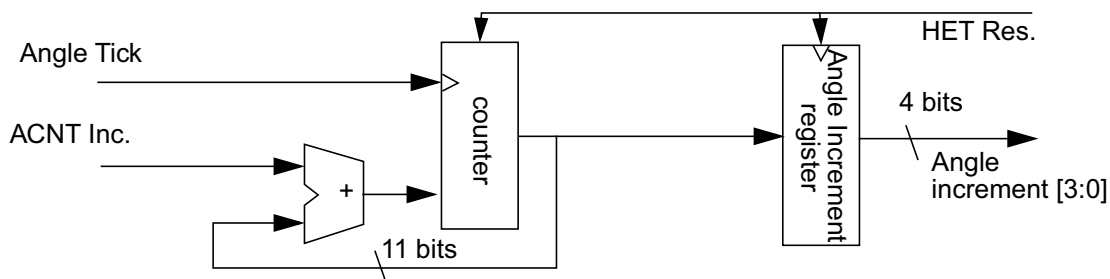 HET Res.
Angle Tick
ACNT Inc.
counter
+
11 bits
Angle Increment
register
4 bits
Angle
increment [3:0]